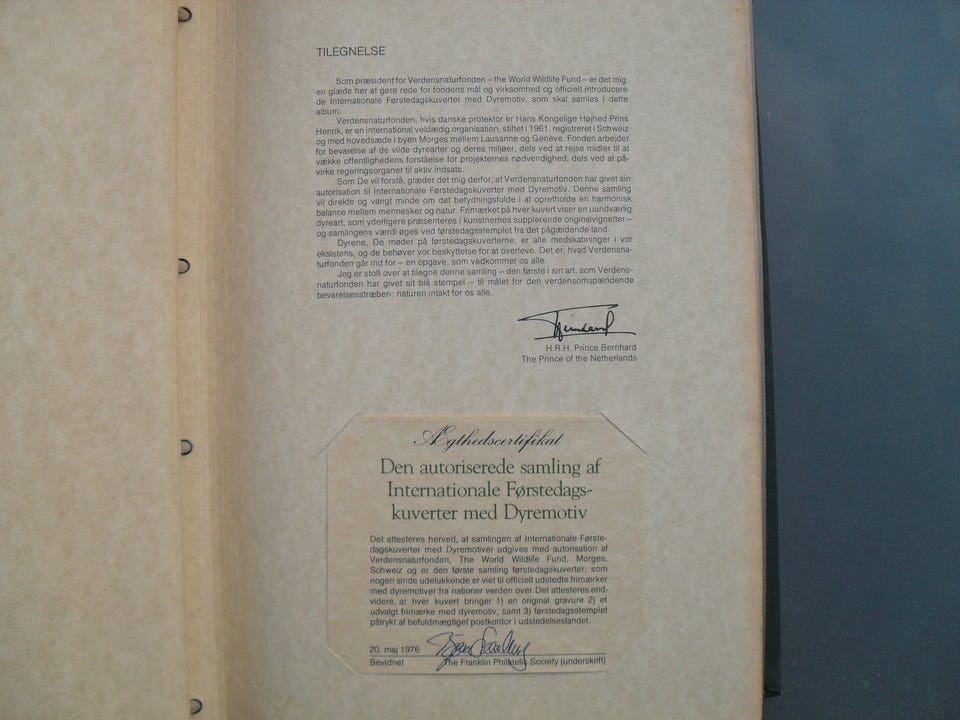 TILEGNELSE
Som præsident for Verdensnaturfonden – the World Wildlife Fund – er det mig
en glæde her at gøre rede for fondens mål og virksomhed og officielt introducere
de Internationale Førstedagskuverter med Dyremotiv, som skal samles i dette
album.
Verdensnaturfonden, hvis danske protektor er Hans Kongelige Højhed Prins
Henrik, er en international veldædig organisation, stiftet i 1961, registreret i Schweiz
og med hovedsæde i byen Morges mellem Lausanne og Genève. Fonden arbejder
for bevarelse af de vilde dyrearter og deres miljøer, dels ved at rejse midler til at
vække offentlighedens forståelse for projekternes nødvendighed, dels ved at på-
virke regeringsorganer til aktiv indsats.
Som De vil forstå, glæder det mig derfor, at Verdensnaturfonden har givet sin
autorisation til Internationale Førstedagskuverter med Dyremotiv. Denne samling
vil direkte og varigt minde om det betydningsfulde i at opretholde en harmonisk
balance mellem mennesker og natur. Frimærket på hver kuvert viser en uundværlig
dyreart, som yderligere præsenteres i kunstnernes supplerende originalvignetter –
og samlingens værdi øges ved førstedagsstemplet fra det pågældende land.
Dyrene, De møder på førstedagskuverterne, er alle medskabninger i vor
eksistens, og de behøver vor beskyttelse for at overleve. Det er, hvad Verdensna-
turfonden går ind for – en opgave, som vedkommer os alle.
Jeg er stolt over at tilegne denne samling – den første i sin art, som Verdens-
naturfonden har givet sit blå stempel – til målet for den verdensomspændende
bevarelsesstræben: naturen intakt for os alle.
Bernhard
H.R.H. Prince Bernhard
The Prince of the Netherlands
Ægthedscertifikat
Den autoriserede samling af
Internationale Førstedags-
kuverter med Dyremotiv
Det attesteres herved, at samlingen af Internationale Første-
dagskuverter med Dyremotiver udgives med autorisation af
Verdensnaturfonden, The World Wildlife Fund, Morges,
Schweiz og er den første samling førstedagskuverter, som
nogen sinde udelukkende er viet til officielt udstedte frimærker
med dyremotiver fra nationer verden over. Det attesteres end-
videre, at hver kuvert bringer 1) en original gravure 2) et
udvalgt frimærke med dyremotiv, samt 3) førstedagsstemplet
påtrykt af befuldmægtiget postkontor i udstedelseslandet.
20. maj 1976
Bevidnet The Franklin Philatelic Society (underskrift)